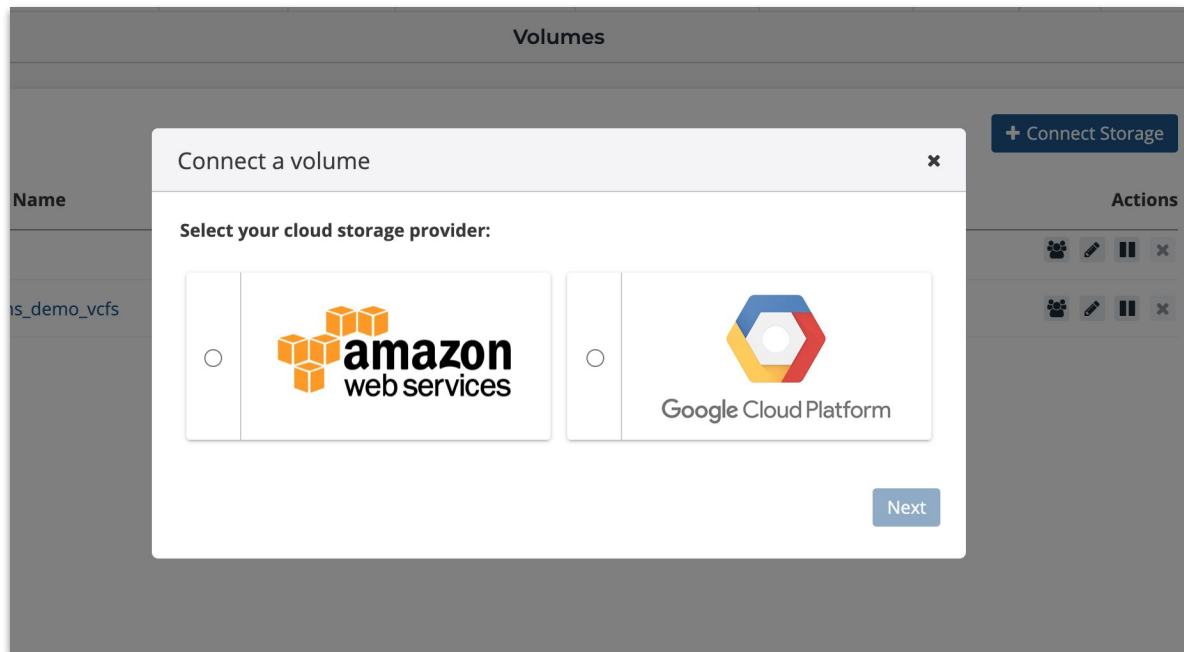 Volumes
+ Connect Storage
Connect a volume
Name
Actions
Select your cloud storage provider:
s_demo_vcfs
amazon
web services
Google Cloud Platform
Next